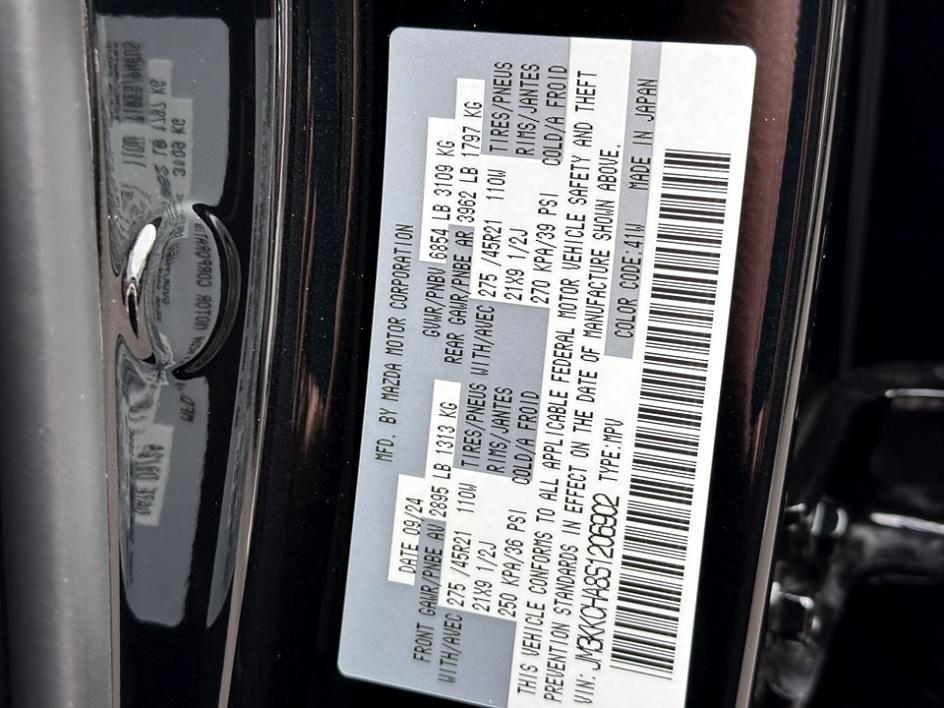 MFD. BY MAZDA MOTOR CORPORATION
DATE 09/24 GVWR/PNBV 6854 LB 3109 KG
FRONT GAWR/PNBE AV 2895 LB 1313 KG REAR GAWR/PNBE AR 3962 LB 1797 KG
WITH/AVEC 275 /45R21 110W TIRES/PNEUS WITH/AVEC 275 /45R21 110W TIRES/PNEUS
21X9 1/2J RIMS/JANTES 21X9 1/2J RIMS/JANTES
250 KPA/36 PSI COLD/A FROID 270 KPA/39 PSI COLD/A FROID
THIS VEHICLE CONFORMS TO ALL APPLICABLE FEDERAL MOTOR VEHICLE SAFETY AND THEFT
PREVENTION STANDARDS IN EFFECT ON THE DATE OF MANUFACTURE SHOWN ABOVE.
VIN: JM3KKCHA8S1206902 TYPE:MPV COLOR CODE:41W MADE IN JAPAN